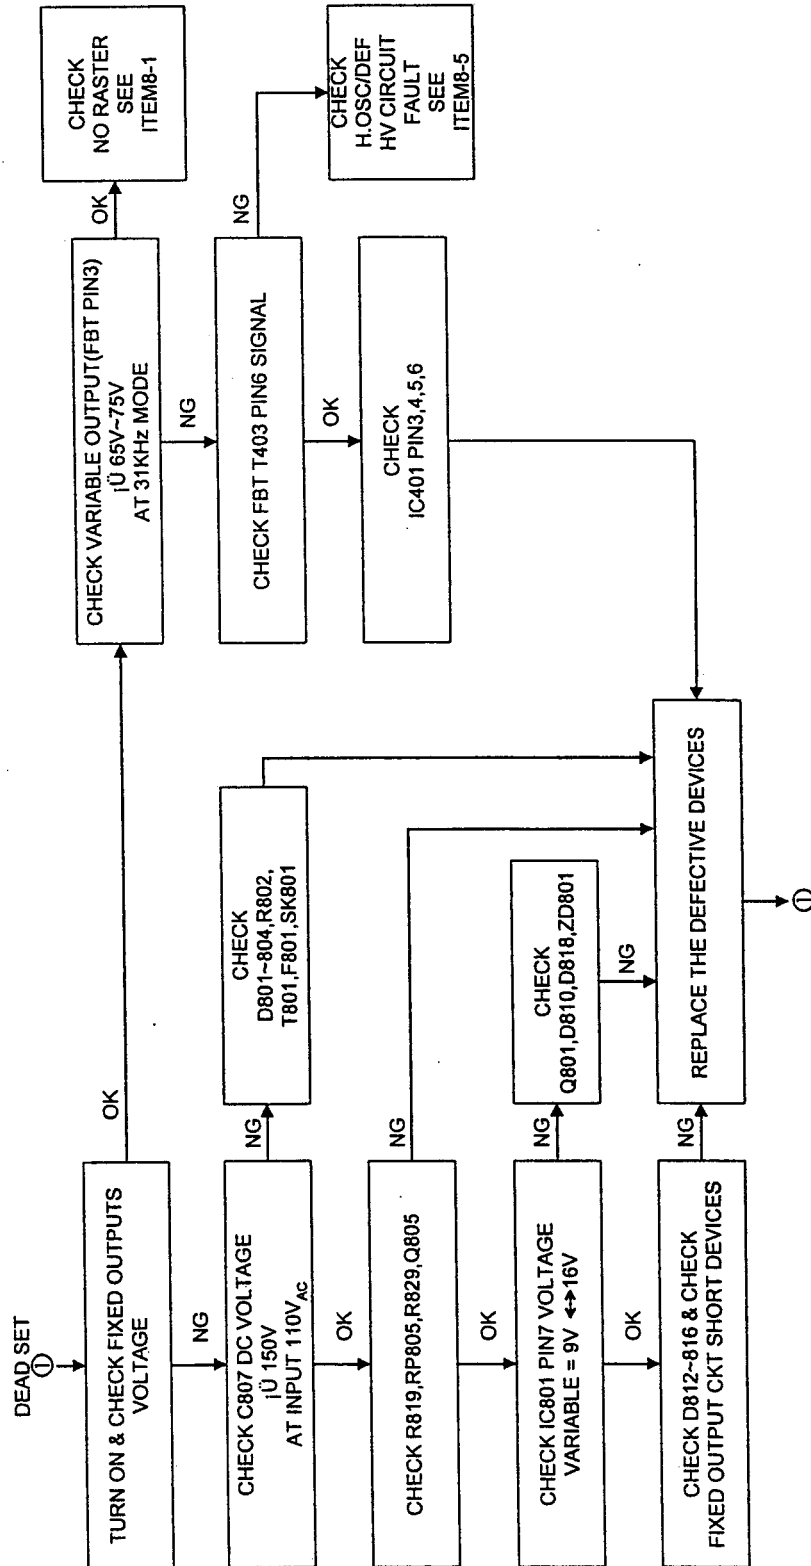 DEAD SET
①
TURN ON & CHECK FIXED OUTPUTS
VOLTAGE
OK
NG
CHECK C807 DC VOLTAGE
¡Ü 150V
AT INPUT 110VAC
NG
CHECK
D801~804,R802,
T801,F801,SK801
OK
CHECK R819,RP805,R829,Q805
NG
OK
CHECK IC801 PIN7 VOLTAGE
VARIABLE = 9V ↔16V
NG
CHECK
Q801,D810,D818,ZD801
NG
OK
CHECK D812~816 & CHECK
FIXED OUTPUT CKT SHORT DEVICES
NG
REPLACE THE DEFECTIVE DEVICES
①
CHECK VARIABLE OUTPUT(FBT PIN3)
¡Ü 65V~75V
AT 31KHz MODE
OK
CHECK
NO RASTER
SEE
ITEM8-1
NG
CHECK FBT T403 PIN6 SIGNAL
NG
CHECK
H.OSC/DEF
HV CIRCUIT
FAULT
SEE
ITEM8-5
OK
CHECK
IC401 PIN3,4,5,6